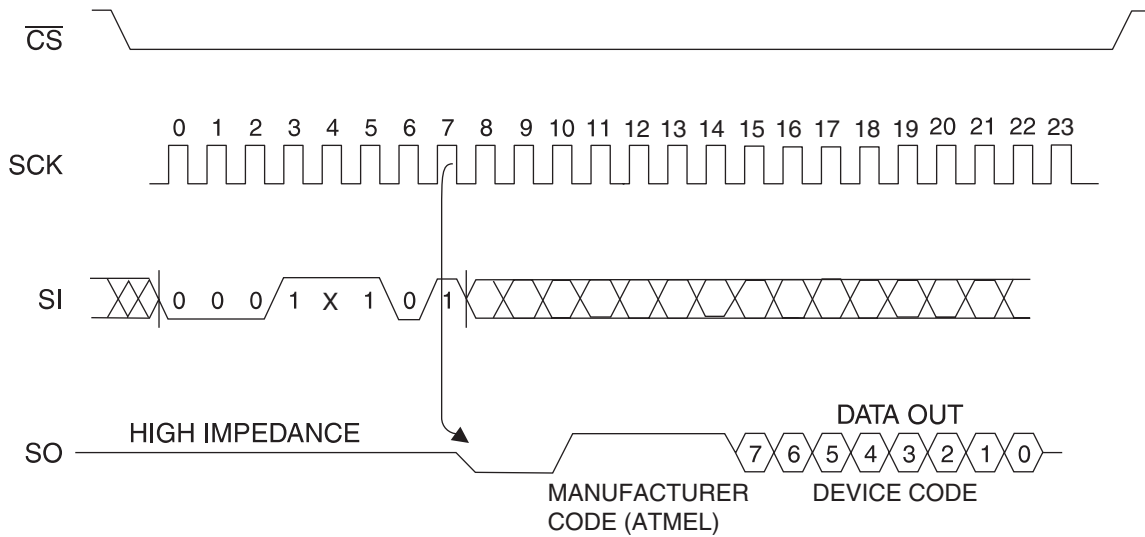 CS
0 1 2 3 4 5 6 7 8 9 10 11 12 13 14 15 16 17 18 19 20 21 22 23
SCK
SI
0 0 0 1 X 1 0 1
DATA OUT
HIGH IMPEDANCE
SO
7 6 5 4 3 2 1 0
MANUFACTURER
CODE (ATMEL)
DEVICE CODE